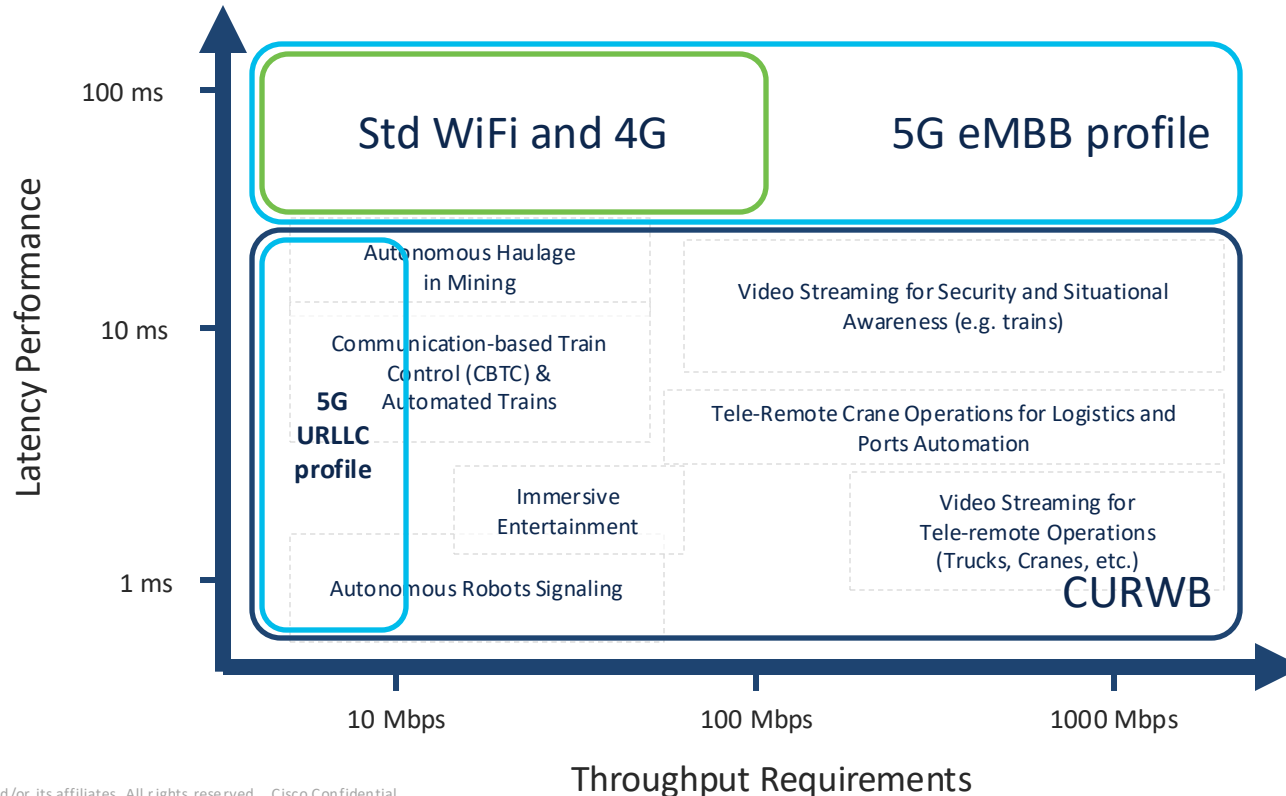 100 ms
Std WiFi and 4G
5G eMBB profile
Latency Performance
Autonomous Haulage
in Mining
Video Streaming for Security and Situational
Awareness (e.g. trains)
10 ms
Communication-based Train
Control (CBTC) &
Automated Trains
5G
URLLC
profile
Tele-Remote Crane Operations for Logistics and
Ports Automation
Immersive
Entertainment
Video Streaming for
Tele-remote Operations
(Trucks, Cranes, etc.)
1 ms
Autonomous Robots Signaling
CURWB
10 Mbps
100 Mbps
1000 Mbps
Throughput Requirements
d/or its affiliates. All rights reserved. Cisco Confidential